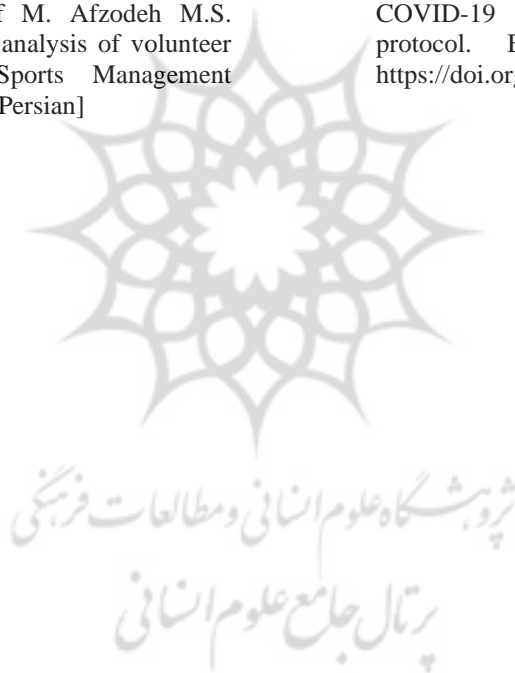 f M. Afzodeh M.S.
analysis of volunteer
Sports Management
Persian]
COVID-19
protocol.
https://doi.org
پژوهشگاه علوم انسانی و مطالعات فرهنگی
پرتال جامع علوم انسانی